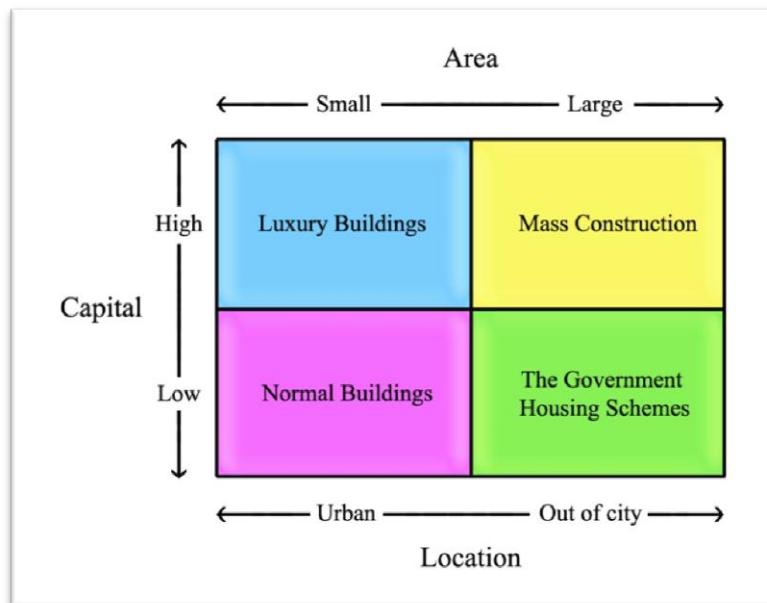 Area
Small
Large
High
Luxury Buildings
Mass Construction
Capital
Low
Normal Buildings
The Government
Housing Schemes
Urban
Out of city
Location